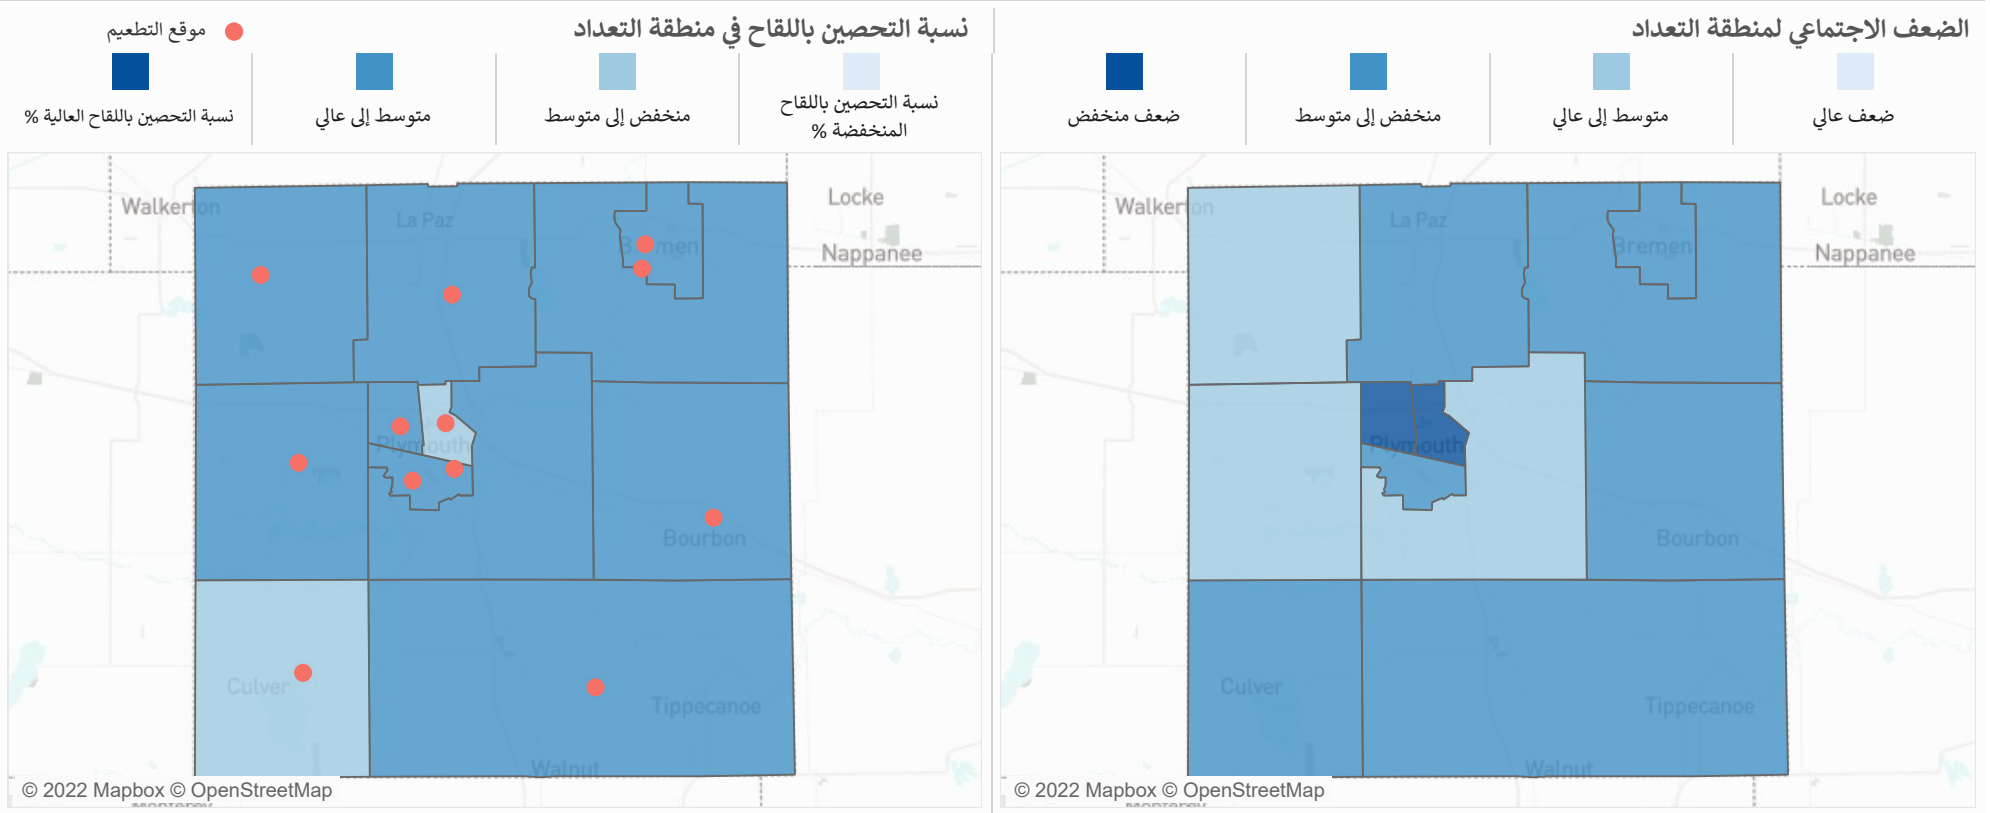 الضعف الاجتماعي لمنطقة التعداد
ضعف عالي
متوسط إلى عالي
منخفض إلى متوسط
ضعف منخفض
Walkerton
La Paz
Bremen
Locke
Nappanee
Plymouth
Bourbon
Culver
Tippecanoe
Walnut
Monterey
© 2022 Mapbox © OpenStreetMap
نسبة التحصين باللقاح في منطقة التعداد
موقع التطعيم
نسبة التحصين باللقاح
المنخفضة %
منخفض إلى متوسط
متوسط إلى عالي
نسبة التحصين باللقاح العالية %
Walkerton
La Paz
Bremen
Locke
Nappanee
Plymouth
Bourbon
Culver
Tippecanoe
Walnut
Monterey
© 2022 Mapbox © OpenStreetMap